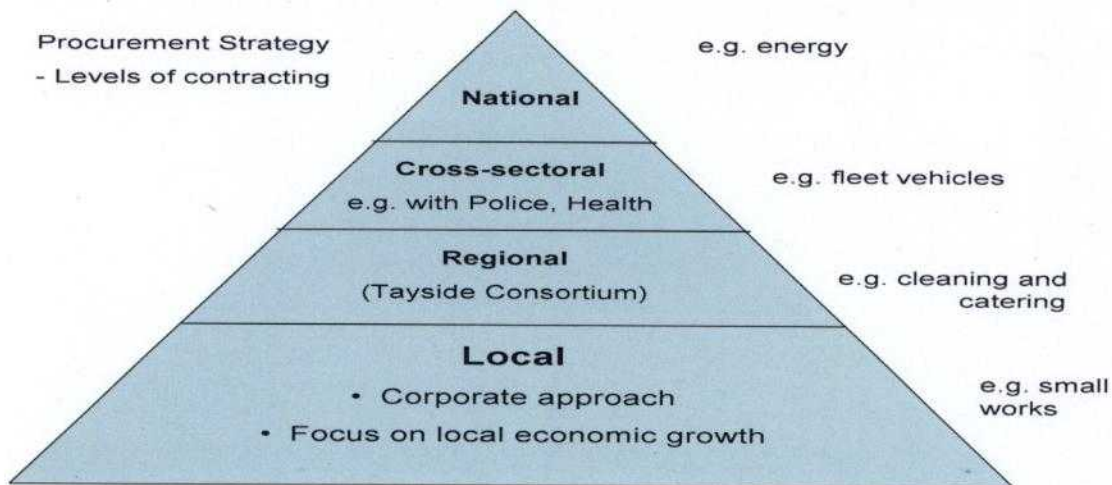 Procurement Strategy
- Levels of contracting
National
e.g. energy
Cross-sectoral
e.g. with Police, Health
e.g. fleet vehicles
Regional
(Tayside Consortium)
e.g. cleaning and
catering
Local
• Corporate approach
• Focus on local economic growth
e.g. small
works